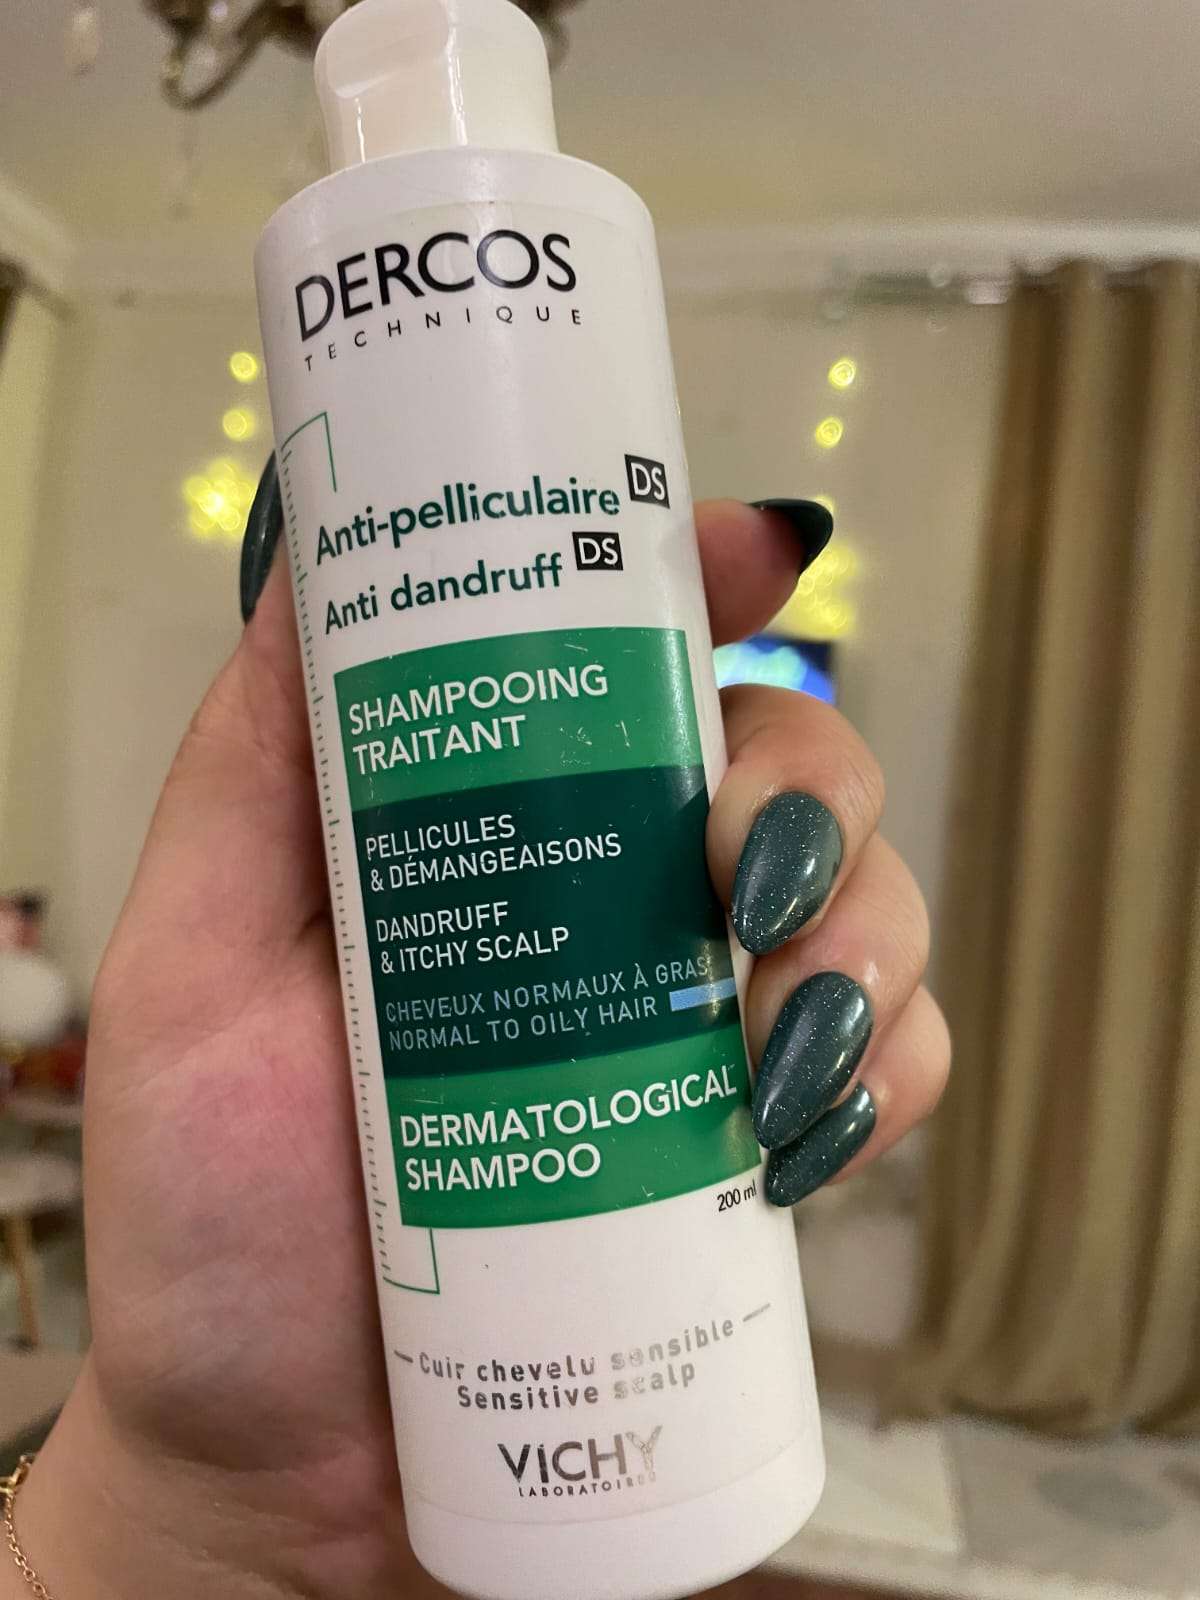 DERCOS
TECHNIQUE
Anti-pelliculaire DS
Anti dandruff DS
SHAMPOOING
TRAITANT
PELLICULES
& DÉMANGEAISONS
DANDRUFF
& ITCHY SCALP
CHEVEUX NORMAUX À GRAS
NORMAL TO OILY HAIR
DERMATOLOGICAL
SHAMPOO
200 ml
Cuir chevelu sensible
Sensitive scalp
VICHY
LABORATOIRES